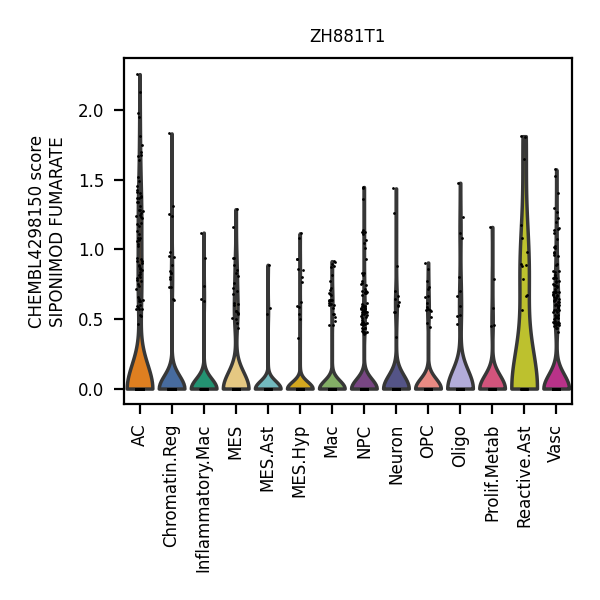 ZH881T1
CHEMBL4298150 score
SIPONIMOD FUMARATE
2.0
1.5
1.0
0.5
0.0
AC
Chromatin.Reg
Inflammatory.Mac
MES
MES.Ast
MES.Hyp
Mac
NPC
Neuron
OPC
Oligo
Prolif.Metab
Reactive.Ast
Vasc